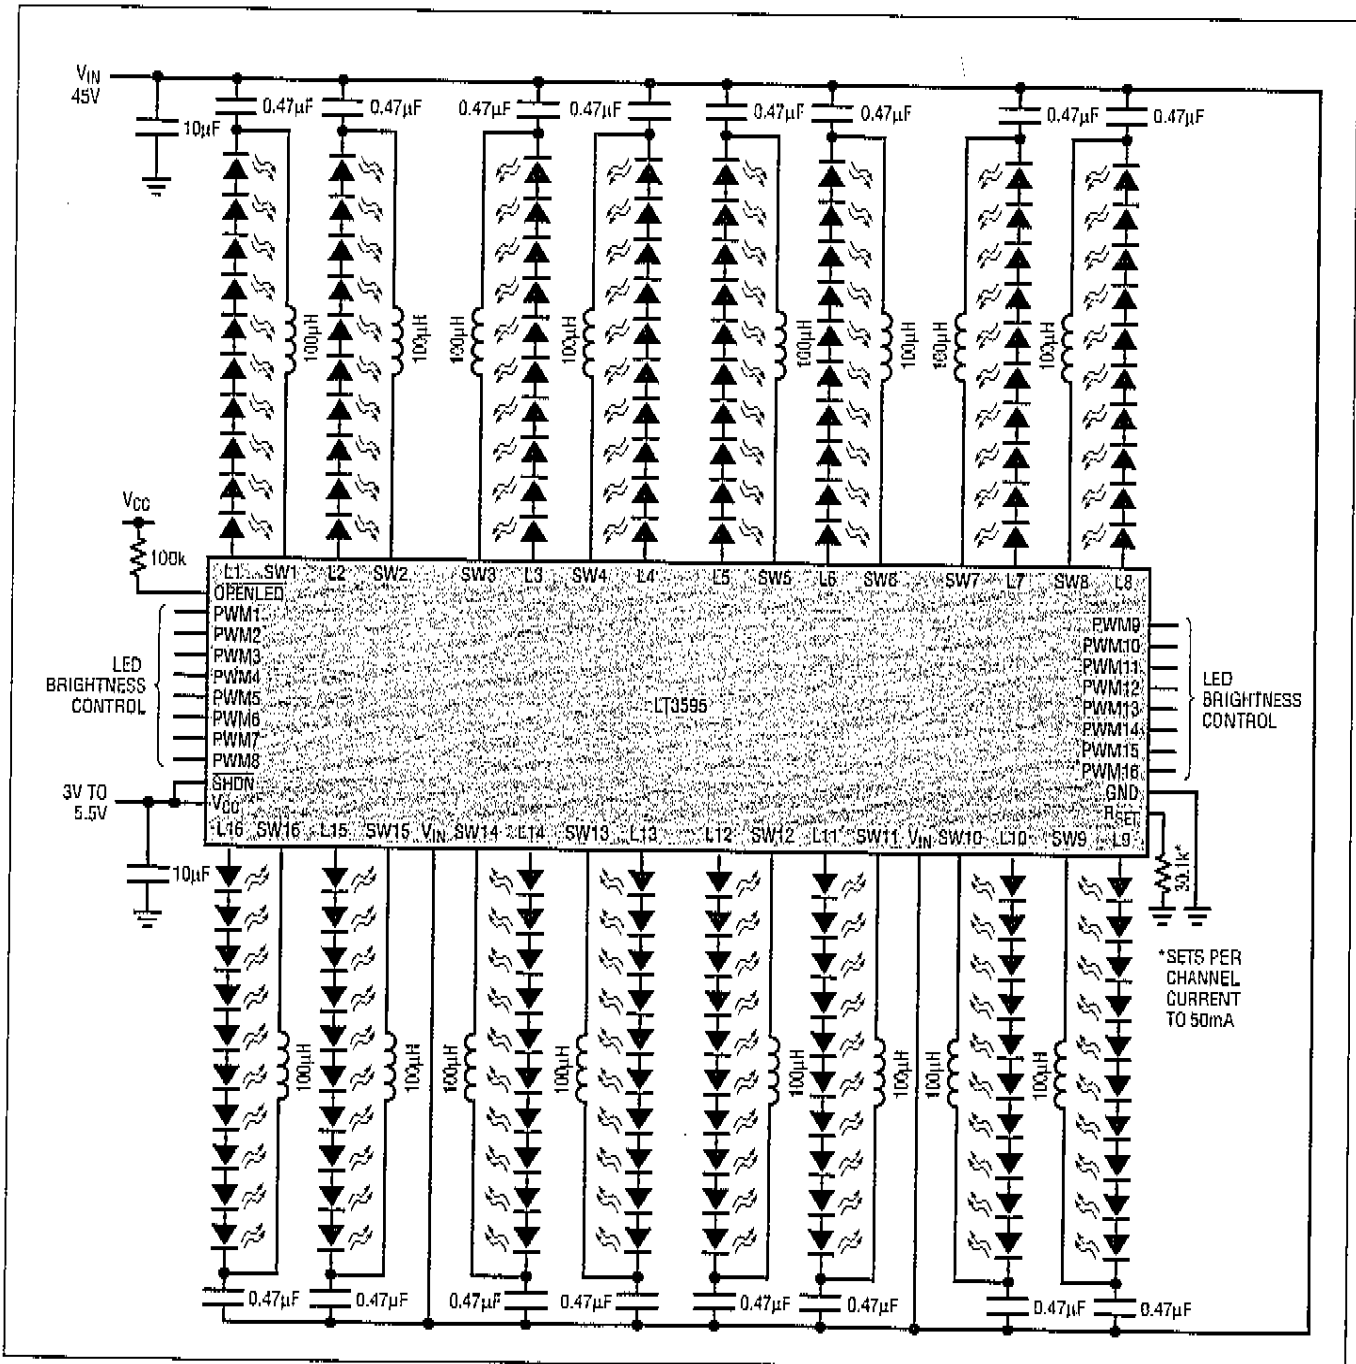 VIN
45V
10µF
0.47µF 0.47µF 0.47µF 0.47µF 0.47µF 0.47µF 0.47µF 0.47µF
100µH 100µH 100µH 100µH 100µH 100µH 100µH 100µH
VCC
100k
L1 SW1 L2 SW2 SW3 L3 SW4 L4 L5 SW5 L6 SW6 SW7 L7 SW8 L8
OPENLED
PWM1
PWM2
PWM3
PWM4
PWM5
PWM6
PWM7
PWM8
SHDN
VCC
LED
BRIGHTNESS
CONTROL
3V TO
5.5V
10µF
LT3595
PWM9
PWM10
PWM11
PWM12
PWM13
PWM14
PWM15
PWM16
GND
RSET
LED
BRIGHTNESS
CONTROL
L16 SW16 L15 SW15 VIN SW14 L14 SW13 L13 L12 SW12 L11 SW11 VIN SW10 L10 SW9 L9
30.1k*
*SETS PER
CHANNEL
CURRENT
TO 50mA
100µH 100µH 100µH 100µH 100µH 100µH 100µH 100µH
0.47µF 0.47µF 0.47µF 0.47µF 0.47µF 0.47µF 0.47µF 0.47µF